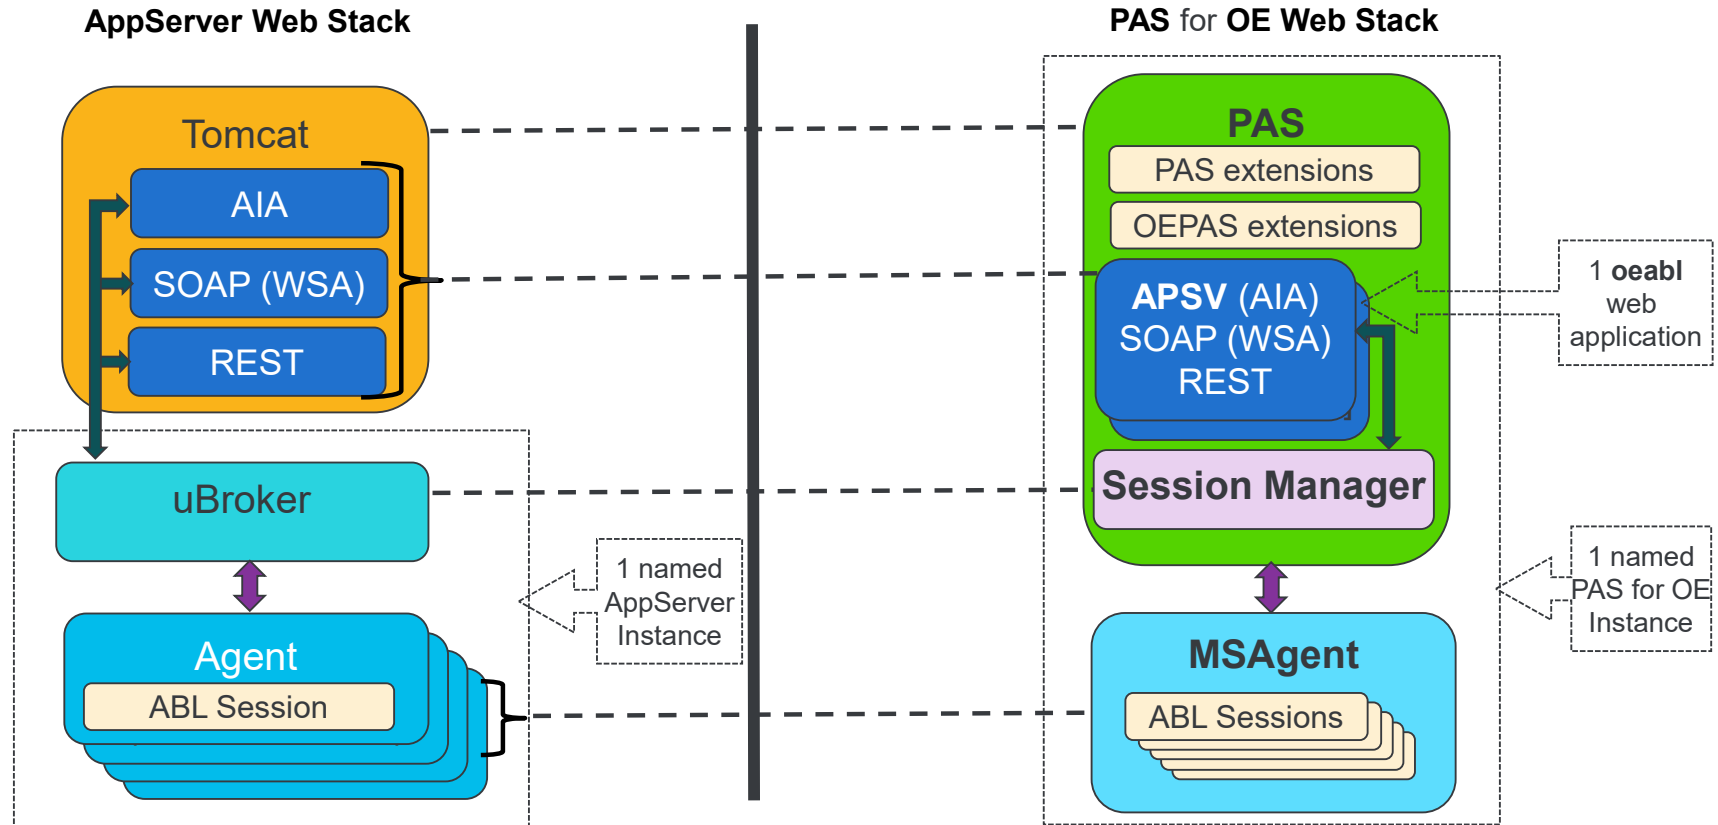 AppServer Web Stack
Tomcat
AIA
SOAP (WSA)
REST
uBroker
Agent
ABL Session
1 named
AppServer
Instance
PAS for OE Web Stack
PAS
PAS extensions
OEPAS extensions
APSV (AIA)
SOAP (WSA)
REST
Session Manager
MSAgent
ABL Sessions
1 oeabl
web
application
1 named
PAS for OE
Instance